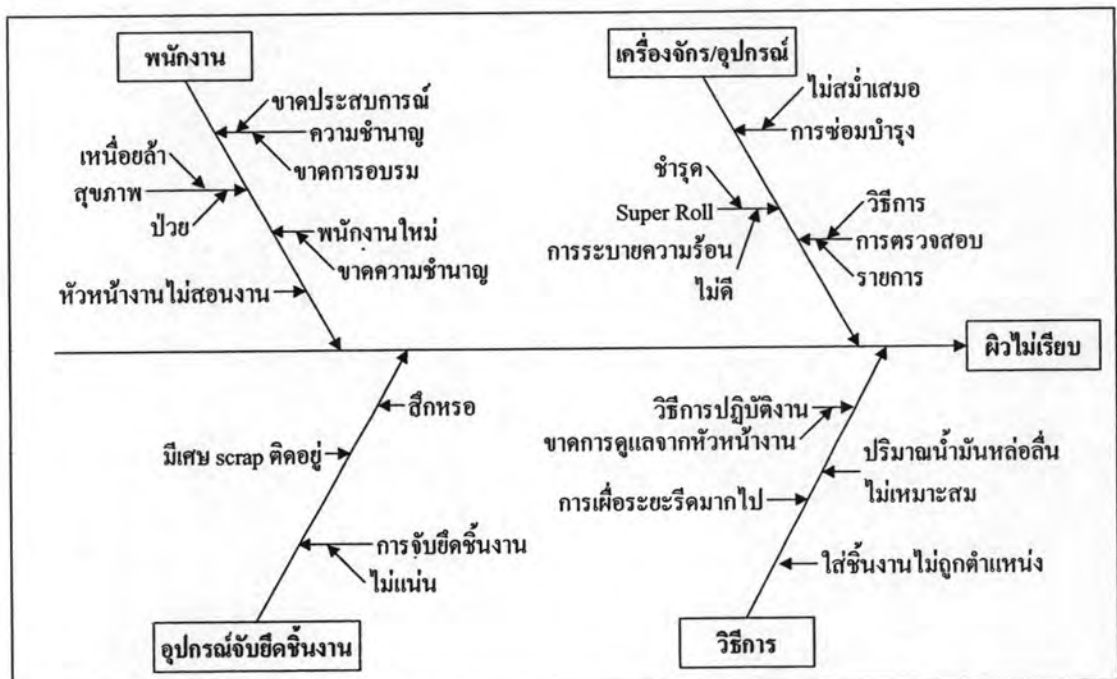 พนักงาน
เครื่องจักร/อุปกรณ์
ขาดประสบการณ์
ความชำนาญ
ขาดการอบรม
เหนื่อยล้า
สุขภาพ
ป่วย
พนักงานใหม่
ขาดความชำนาญ
หัวหน้างานไม่สอนงาน
ไม่สม่ำเสมอ
การซ่อมบำรุง
ชำรุด
Super Roll
การระบายความร้อน
ไม่ดี
วิธีการ
การตรวจสอบ
รายการ
ผิวไม่เรียบ
สึกหรอ
มีเศษ scrap ติดอยู่
การจับยึดชิ้นงาน
ไม่แน่น
อุปกรณ์จับยึดชิ้นงาน
วิธีการปฏิบัติงาน
ขาดการดูแลจากหัวหน้างาน
ปริมาณน้ำมันหล่อลื่น
ไม่เหมาะสม
การเผื่อระยะรีดมากไป
ใส่ชิ้นงานไม่ถูกตำแหน่ง
วิธีการ